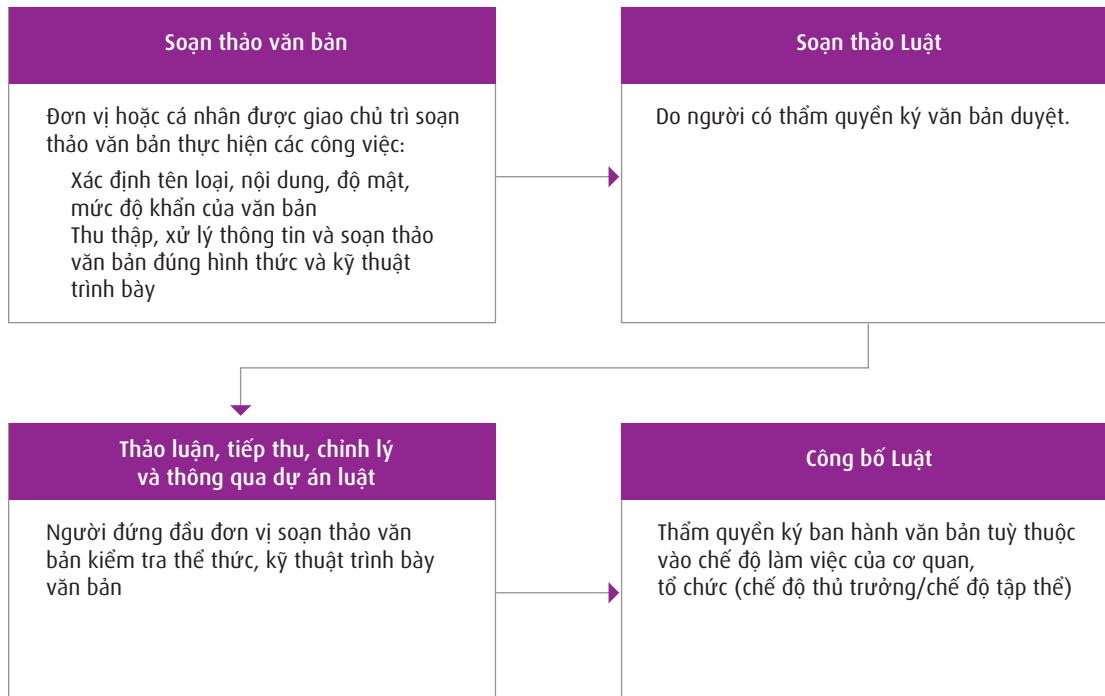 Soạn thảo văn bản
Đơn vị hoặc cá nhân được giao chủ trì soạn
thảo văn bản thực hiện các công việc:
Xác định tên loại, nội dung, độ mật,
mức độ khẩn của văn bản
Thu thập, xử lý thông tin và soạn thảo
văn bản đúng hình thức và kỹ thuật
trình bày
Soạn thảo Luật
Do người có thẩm quyền ký văn bản duyệt.
Thảo luận, tiếp thu, chỉnh lý
và thông qua dự án luật
Người đứng đầu đơn vị soạn thảo văn
bản kiểm tra thể thức, kỹ thuật trình bày
văn bản
Công bố Luật
Thẩm quyền ký ban hành văn bản tuỳ thuộc
vào chế độ làm việc của cơ quan,
tổ chức (chế độ thủ trưởng/chế độ tập thể)